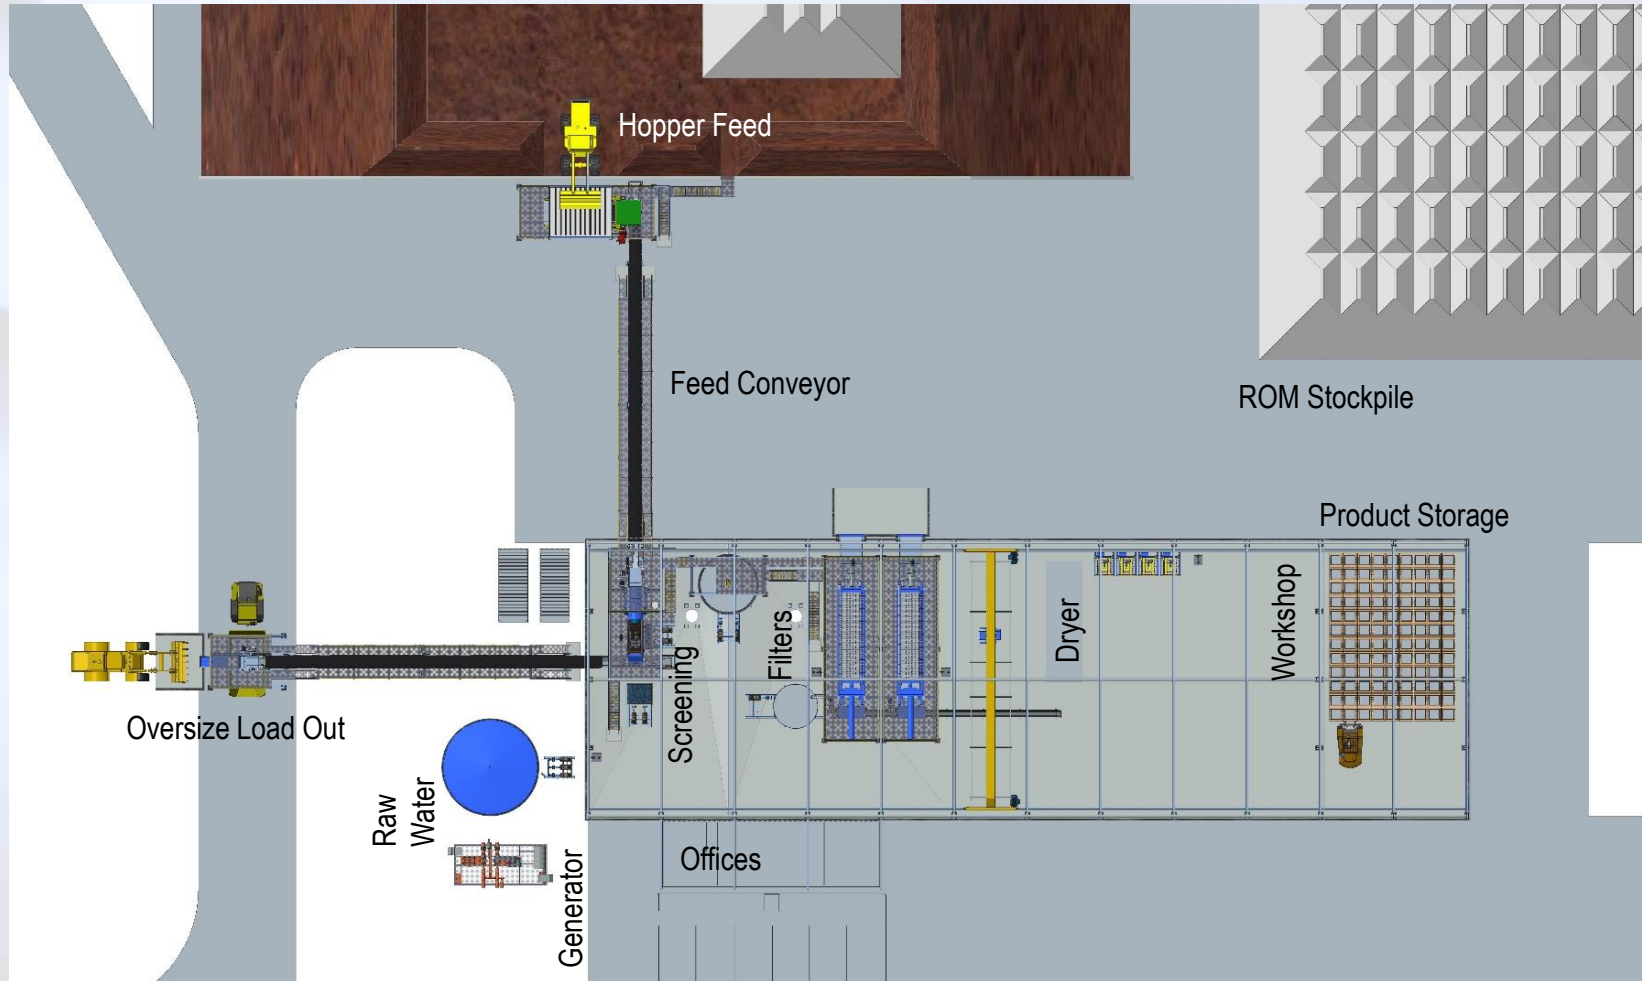 Hopper Feed
Feed Conveyor
ROM Stockpile
Product Storage
Workshop
Dryer
Filters
Screening
Oversize Load Out
Raw
Water
Offices
Generator